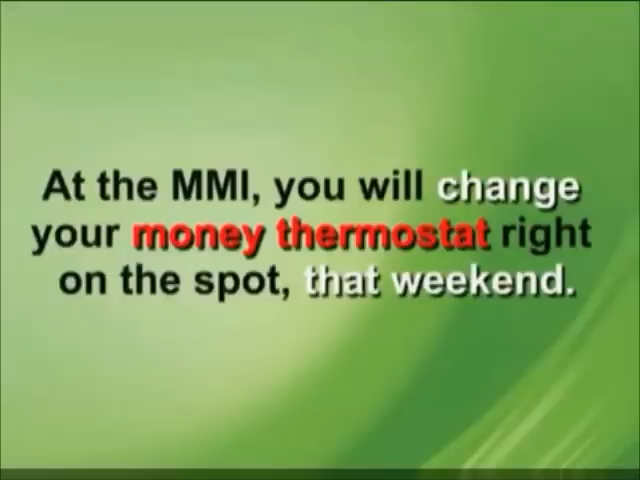 At the MMI, you will change
your money thermostat right
on the spot, that weekend.